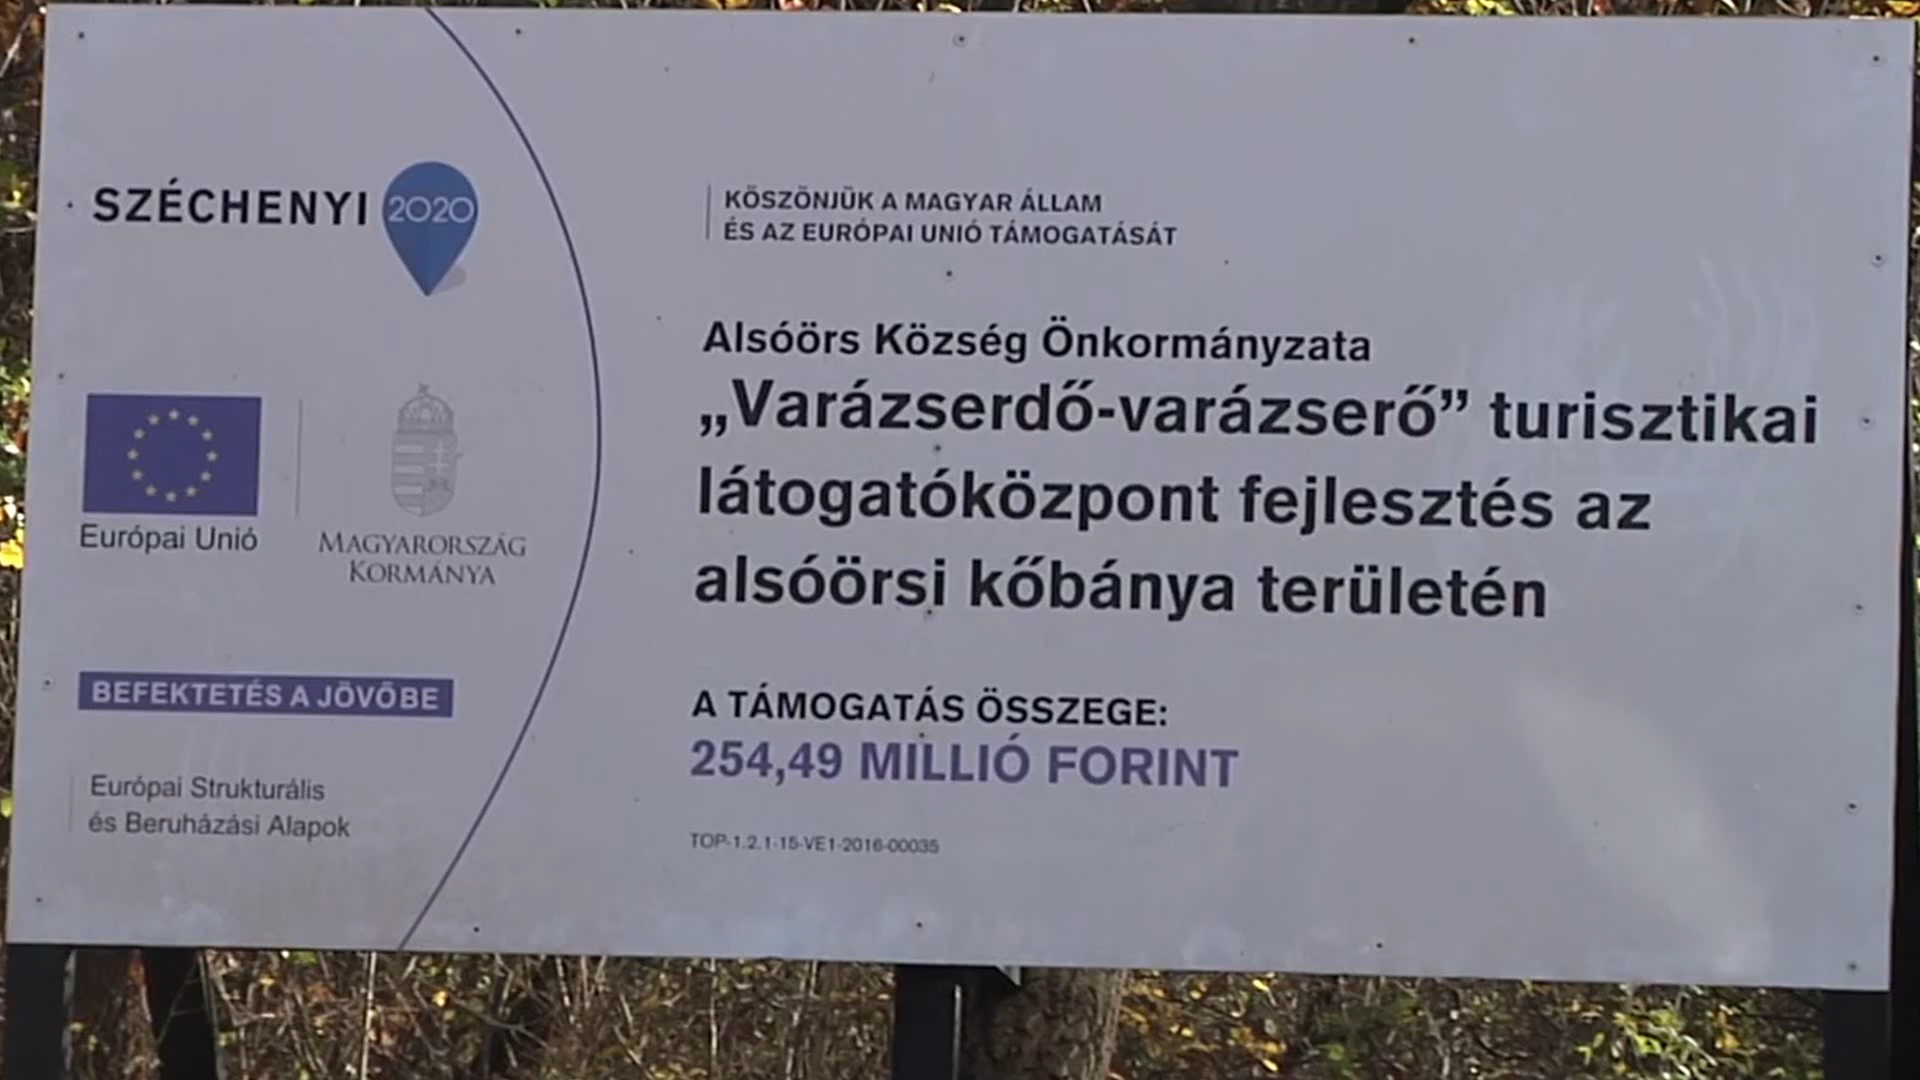 SZÉCHENYI 2020
Európai Unió
MAGYARORSZÁG
KORMÁNYA
BEFEKTETÉS A JÖVŐBE
Európai Strukturális
és Beruházási Alapok
KÖSZÖNJÜK A MAGYAR ÁLLAM
ÉS AZ EURÓPAI UNIÓ TÁMOGATÁSÁT
Alsóörs Község Önkormányzata
„Varázserdő-varázserő” turisztikai
látogatóközpont fejlesztés az
alsóörsi kőbánya területén
A TÁMOGATÁS ÖSSZEGE:
254,49 MILLIÓ FORINT
TOP-1.2.1-15-VE1-2016-00035